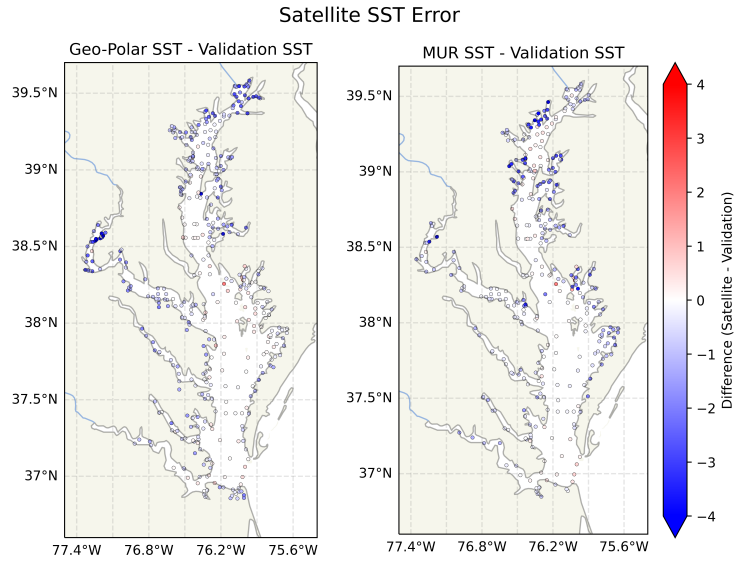 Satellite SST Error
Geo-Polar SST - Validation SST
MUR SST - Validation SST
39.5°N
39°N
38.5°N
38°N
37.5°N
37°N
77.4°W 76.8°W 76.2°W 75.6°W
39.5°N
39°N
38.5°N
38°N
37.5°N
37°N
77.4°W 76.8°W 76.2°W 75.6°W
4
3
2
1
0
−1
−2
−3
−4
Difference (Satellite - Validation)